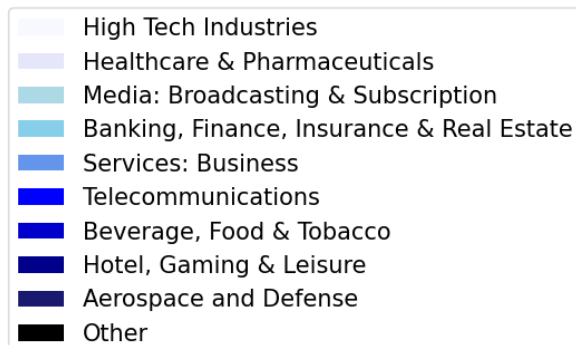 High Tech Industries
Healthcare & Pharmaceuticals
Media: Broadcasting & Subscription
Banking, Finance, Insurance & Real Estate
Services: Business
Telecommunications
Beverage, Food & Tobacco
Hotel, Gaming & Leisure
Aerospace and Defense
Other